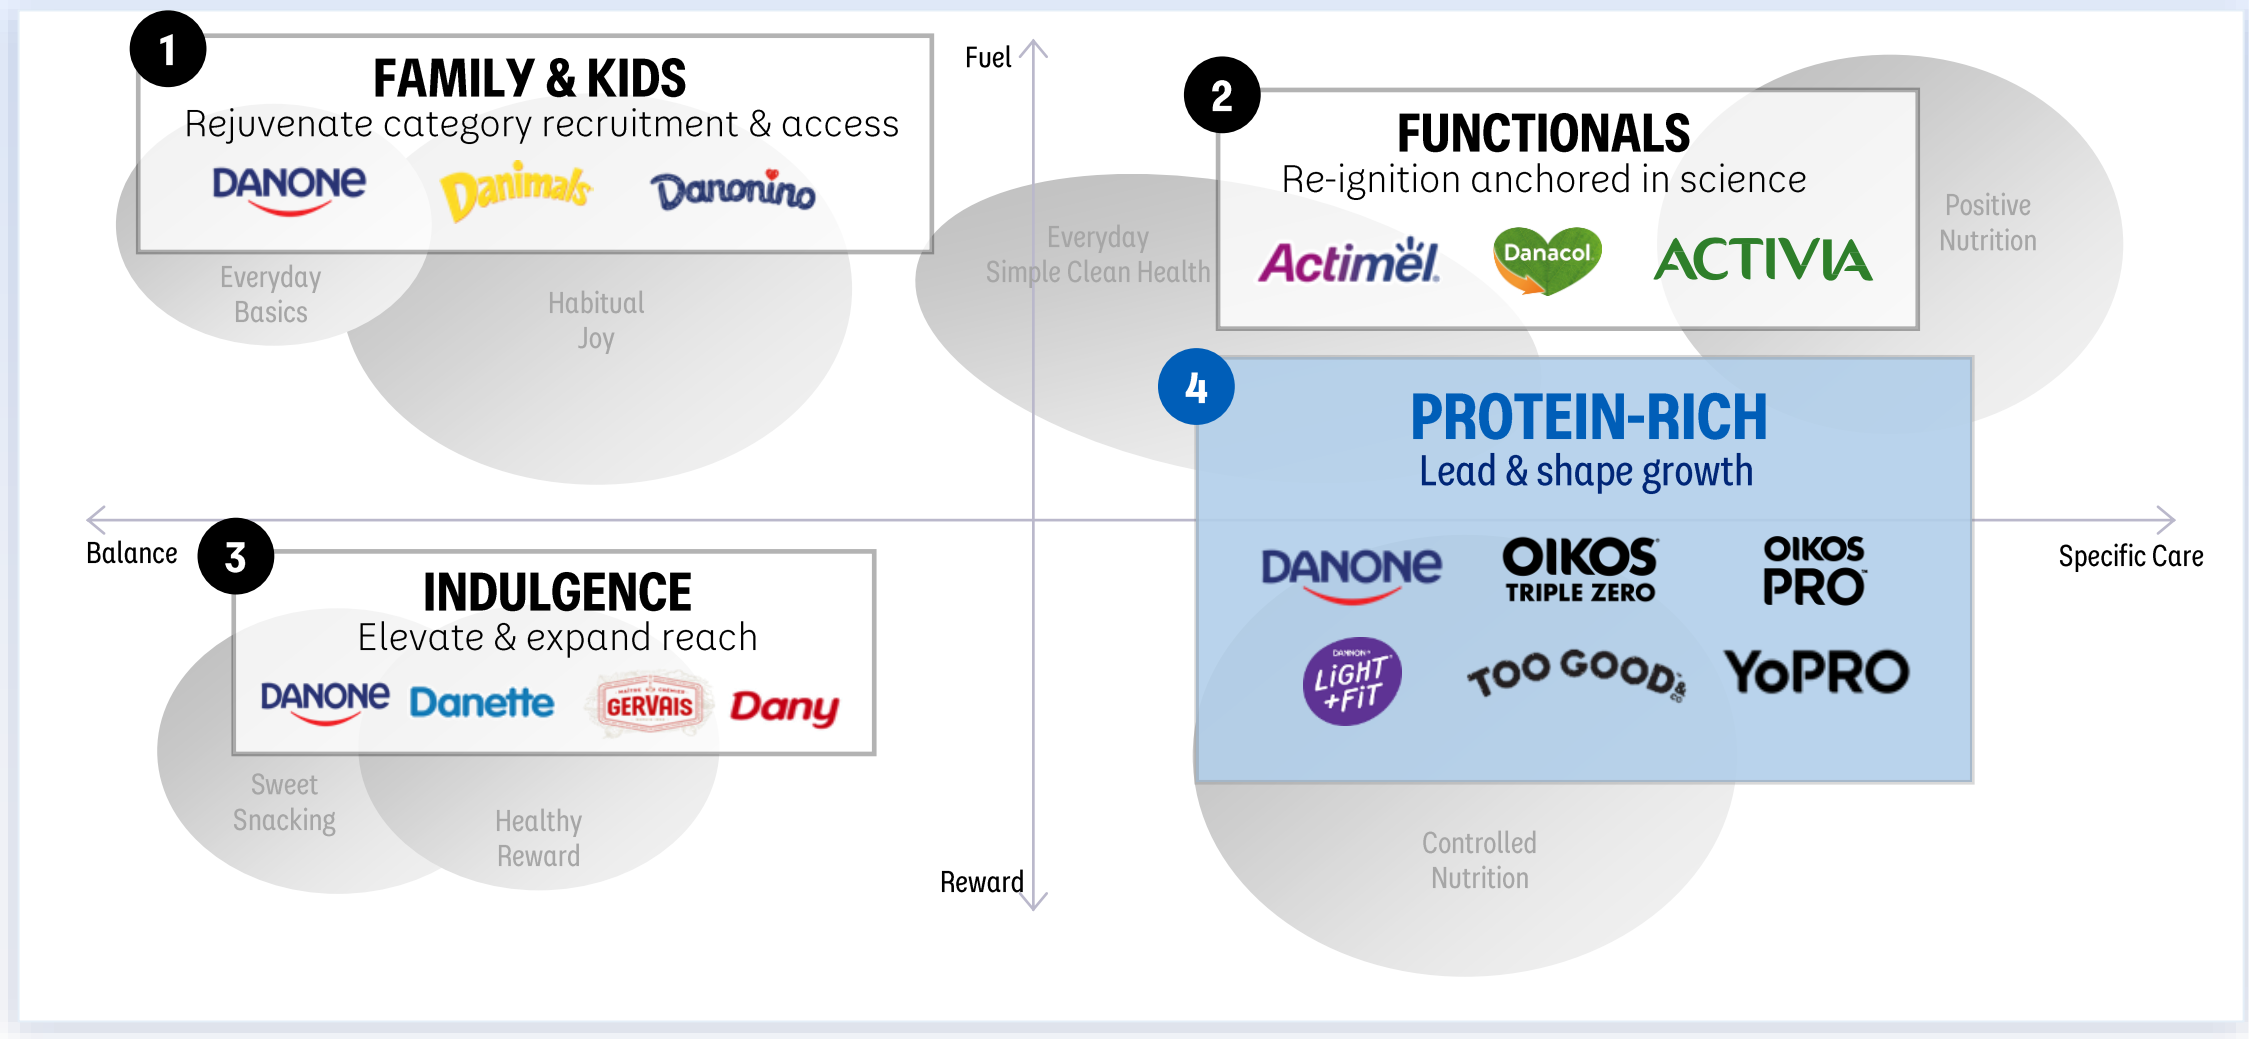 1
FAMILY & KIDS
Rejuvenate category recruitment & access
DANONE
Danimals
Danonino
Everyday
Basics
Habitual
Joy
Fuel
2
FUNCTIONALS
Re-ignition anchored in science
Actimel®
Danacol
ACTIVIA
Everyday
Simple Clean Health
Positive
Nutrition
4
PROTEIN-RICH
Lead & shape growth
DANONE
OIKOS
TRIPLE ZERO
OIKOS
PRO™
DANNON
LiGHT
+FiT
TOO GOOD & CO
YoPRO
Balance
Specific Care
3
INDULGENCE
Elevate & expand reach
DANONE
Danette
GERVAIS
Dany
Sweet
Snacking
Healthy
Reward
Reward
Controlled
Nutrition